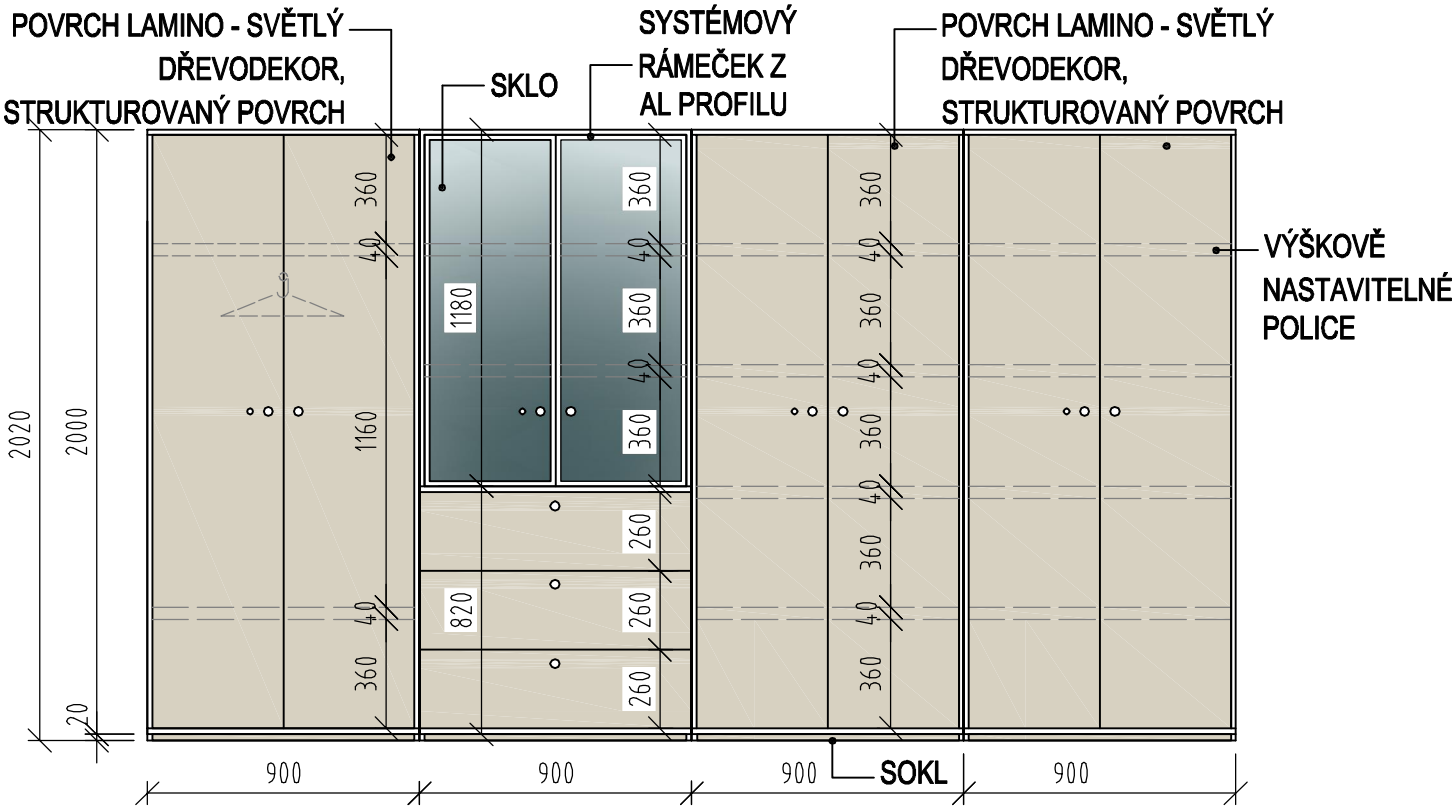 POVRCH LAMINO - SVĚTLÝ
DŘEVODEKOR,
STRUKTUROVANÝ POVRCH
SKLO
SYSTÉMOVÝ
RÁMEČEK Z
AL PROFILU
POVRCH LAMINO - SVĚTLÝ
DŘEVODEKOR,
STRUKTUROVANÝ POVRCH
VÝŠKOVĚ
NASTAVITELNÉ
POLICE
2020
2000
20
360
40
1160
40
360
1180
820
360
40
360
40
360
260
260
260
360
40
360
40
360
40
360
40
360
900
900
900
900
SOKL